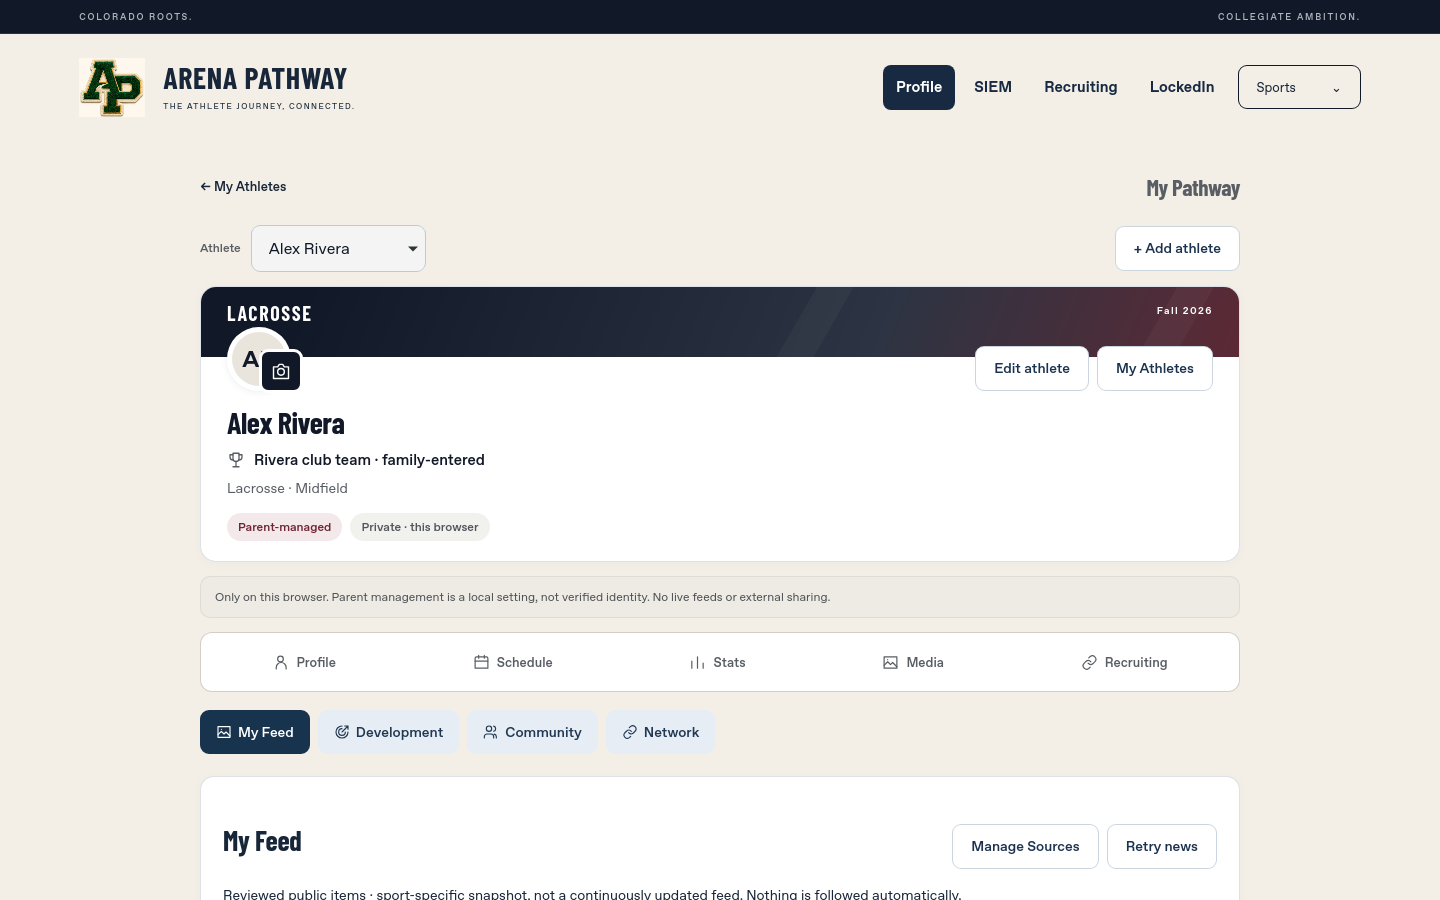 COLORADO ROOTS.
COLLEGIATE AMBITION.
AP
ARENA PATHWAY
THE ATHLETE JOURNEY, CONNECTED.
Profile
SIEM
Recruiting
LockedIn
Sports
← My Athletes
My Pathway
Athlete
Alex Rivera
+ Add athlete
LACROSSE
Fall 2026
A
Edit athlete
My Athletes
Alex Rivera
Rivera club team · family-entered
Lacrosse · Midfield
Parent-managed
Private · this browser
Only on this browser. Parent management is a local setting, not verified identity. No live feeds or external sharing.
Profile
Schedule
Stats
Media
Recruiting
My Feed
Development
Community
Network
My Feed
Manage Sources
Retry news
Reviewed public items · sport-specific snapshot, not a continuously updated feed. Nothing is followed automatically.